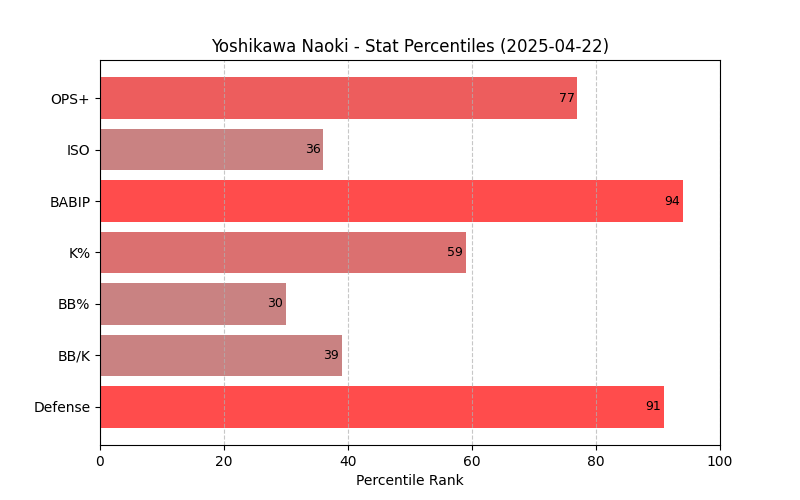 Yoshikawa Naoki - Stat Percentiles (2025-04-22)
OPS+ 77
ISO 36
BABIP 94
K% 59
BB% 30
BB/K 39
Defense 91
0 20 40 60 80 100
Percentile Rank